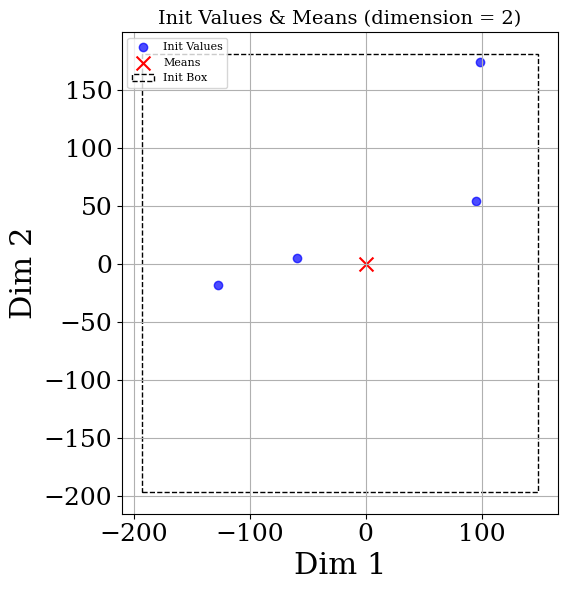 Init Values & Means (dimension = 2)
Init Values
Means
Init Box
150
100
50
0
−50
−100
−150
−200
Dim 2
−200 −100 0 100
Dim 1